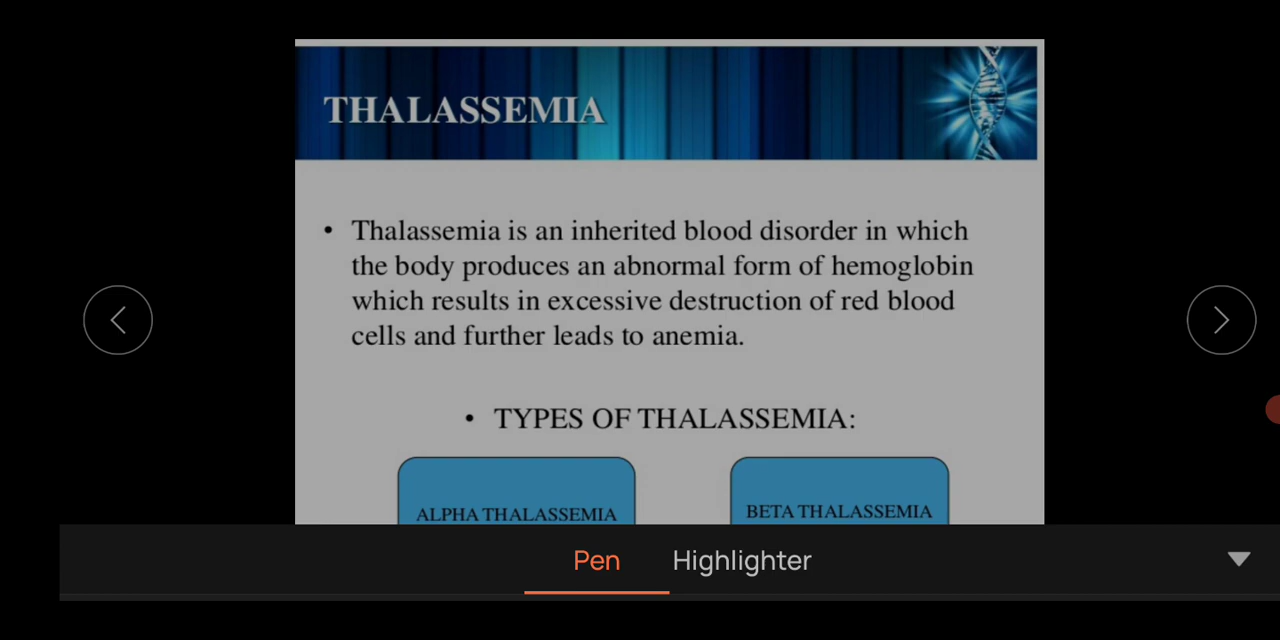 THALASSEMIA
• Thalassemia is an inherited blood disorder in which
the body produces an abnormal form of hemoglobin
which results in excessive destruction of red blood
cells and further leads to anemia.
• TYPES OF THALASSEMIA:
ALPHA THALASSEMIA
BETA THALASSEMIA
Pen
Highlighter